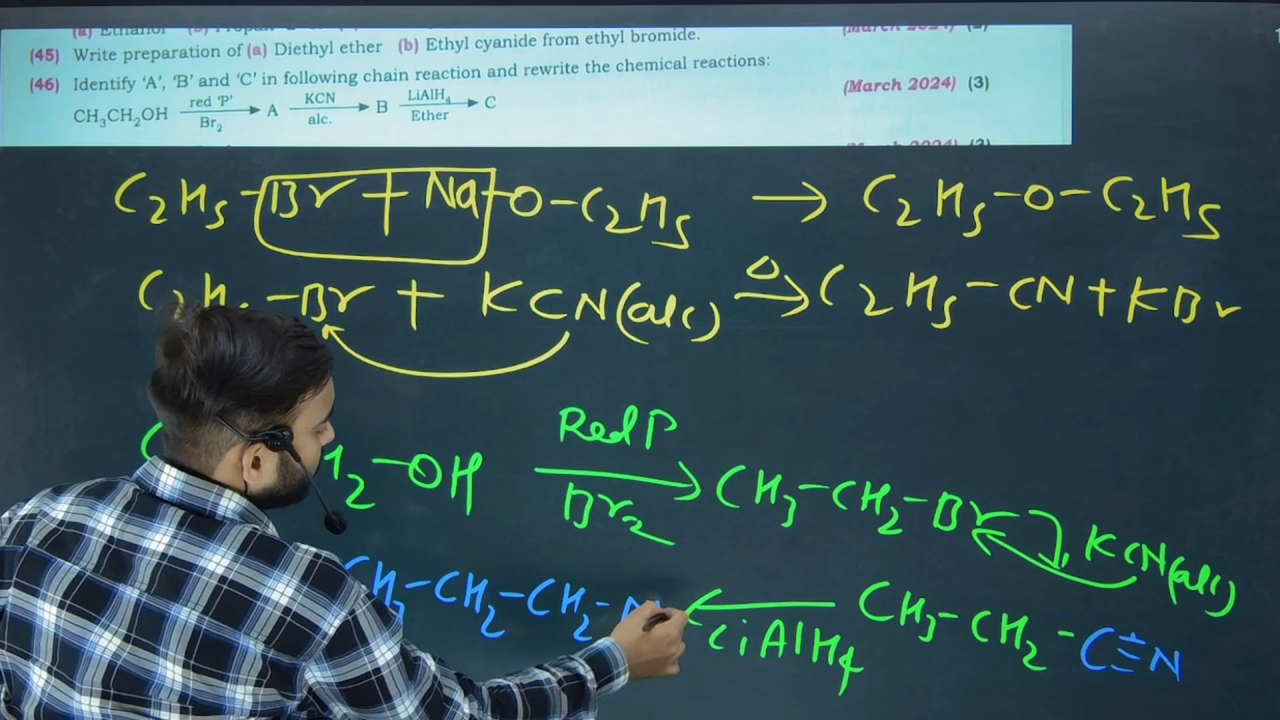 (a) Ethanol (b)
(45) Write preparation of (a) Diethyl ether (b) Ethyl cyanide from ethyl bromide.
(46) Identify 'A', 'B' and 'C' in following chain reaction and rewrite the chemical reactions: (March 2024) (3)
CH₃CH₂OH red 'P' Br₂ → A KCN alc. → B LiAlH₄ Ether → C
C₂H₅-Br + Na-O-C₂H₅ → C₂H₅-O-C₂H₅
-Br + KCN(alc) Δ→ C₂H₅-CN + KBr
-OH Red P Br₂ → CH₃-CH₂-Br KCN(alc)
CH₃-CH₂-CH₂- ← LiAlH₄ CH₃-CH₂-C≡N